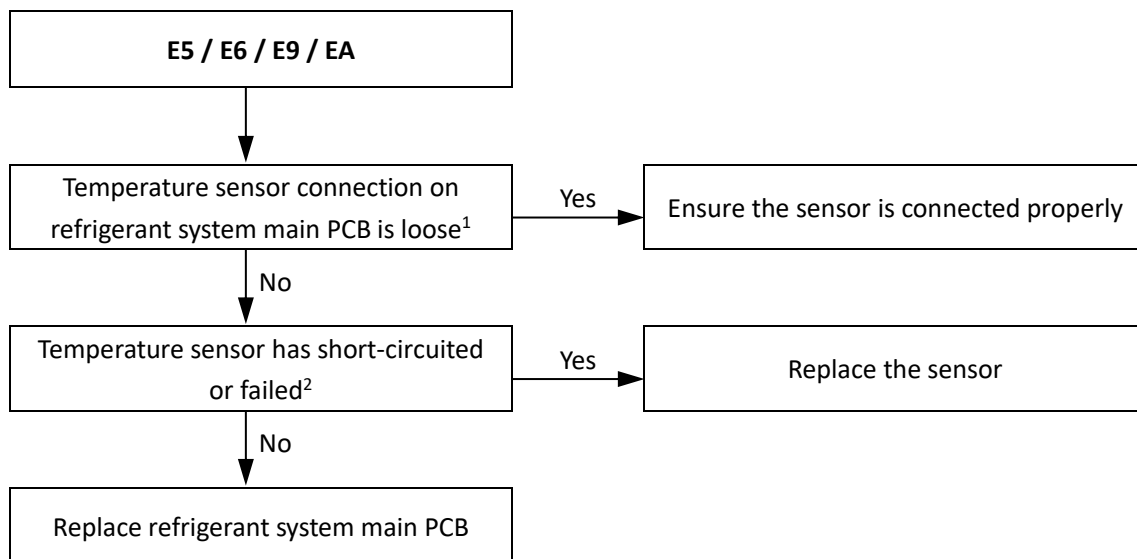 E5 / E6 / E9 / EA
Temperature sensor connection on
refrigerant system main PCB is loose1
Yes
Ensure the sensor is connected properly
No
Temperature sensor has short-circuited
or failed2
Yes
Replace the sensor
No
Replace refrigerant system main PCB